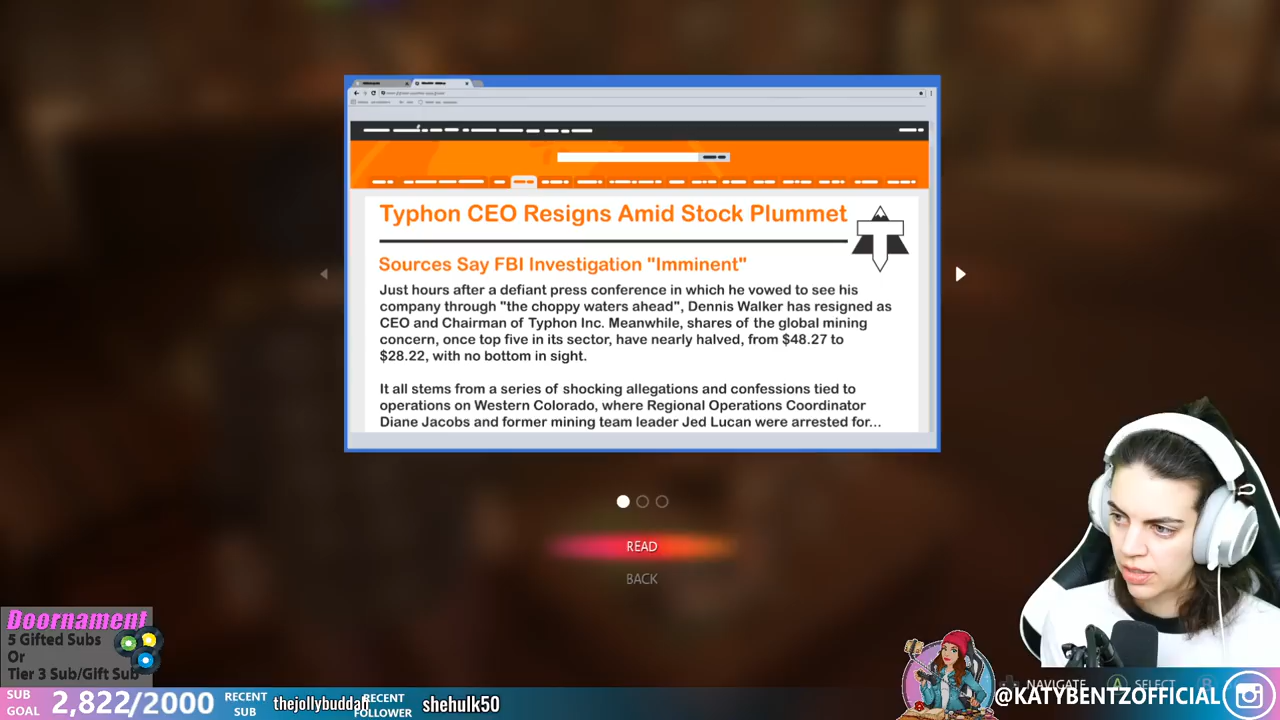 Typhon CEO Resigns Amid Stock Plummet
Sources Say FBI Investigation "Imminent"
Just hours after a defiant press conference in which he vowed to see his
company through "the choppy waters ahead", Dennis Walker has resigned as
CEO and Chairman of Typhon Inc. Meanwhile, shares of the global mining
concern, once top five in its sector, have nearly halved, from $48.27 to
$28.22, with no bottom in sight.
It all stems from a series of shocking allegations and confessions tied to
operations on Western Colorado, where Regional Operations Coordinator
Diane Jacobs and former mining team leader Jed Lucan were arrested for...
READ
BACK
Doornament
5 Gifted Subs
Or
Tier 3 Sub/Gift Sub
SUB GOAL 2,822/2000 RECENT SUB thejollybuddah RECENT FOLLOWER shehulk50
NAVIGATE A SELECT B
@KATYBENTZOFFICIAL